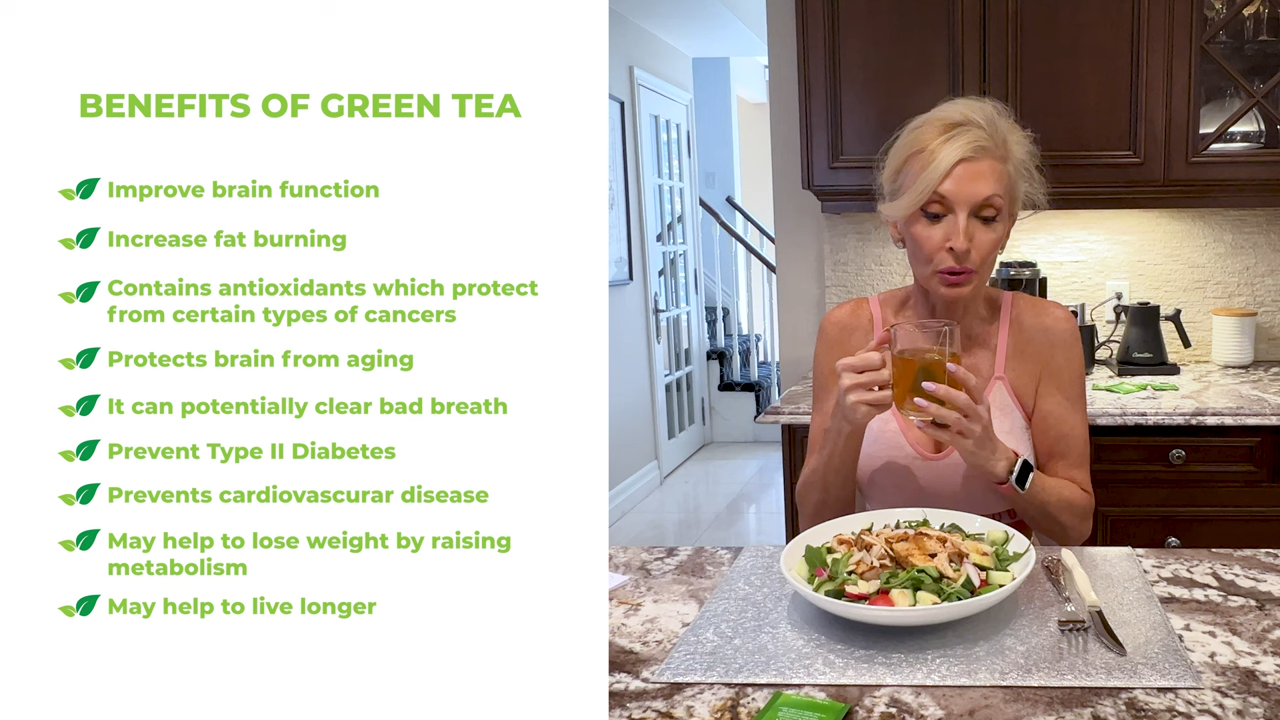 BENEFITS OF GREEN TEA
Improve brain function
Increase fat burning
Contains antioxidants which protect
from certain types of cancers
Protects brain from aging
It can potentially clear bad breath
Prevent Type II Diabetes
Prevents cardiovascurar disease
May help to lose weight by raising
metabolism
May help to live longer